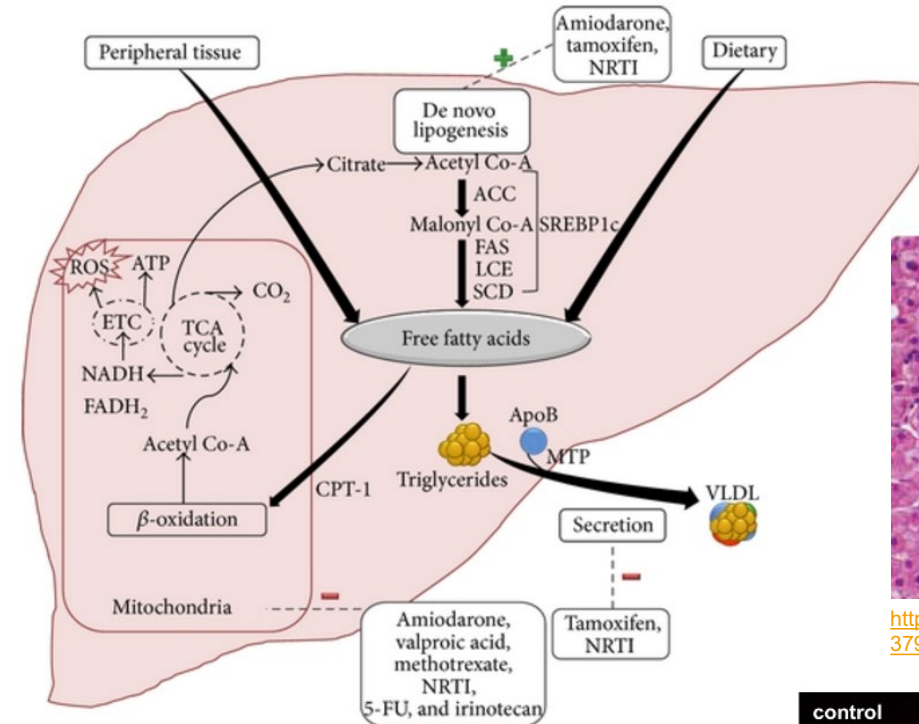 Peripheral tissue
Amiodarone,
tamoxifen,
NRTI
Dietary
De novo
lipogenesis
Citrate
Acetyl Co-A
ACC
Malonyl Co-A
SREBP1c
FAS
LCE
SCD
ROS
ATP
CO₂
ETC
TCA
cycle
Free fatty acids
NADH
FADH₂
Acetyl Co-A
ApoB
MTP
Triglycerides
CPT-1
VLDL
β-oxidation
Secretion
Mitochondria
Amiodarone,
valproic acid,
methotrexate,
NRTI,
5-FU, and irinotecan
Tamoxifen,
NRTI
http
379
control